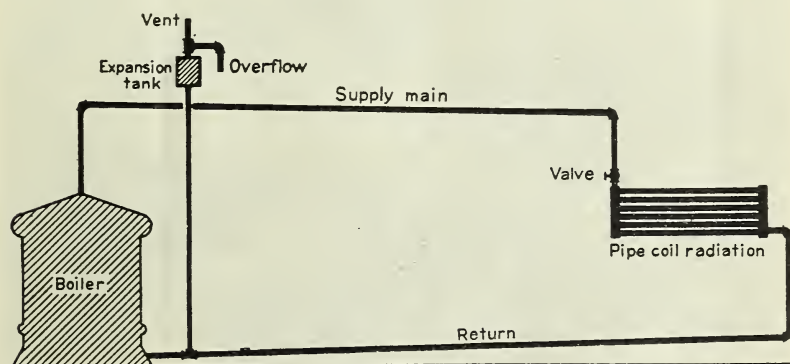 Vent
Overflow
Expansion
tank
Supply main
Valve
Pipe coil radiation
Boiler
Return